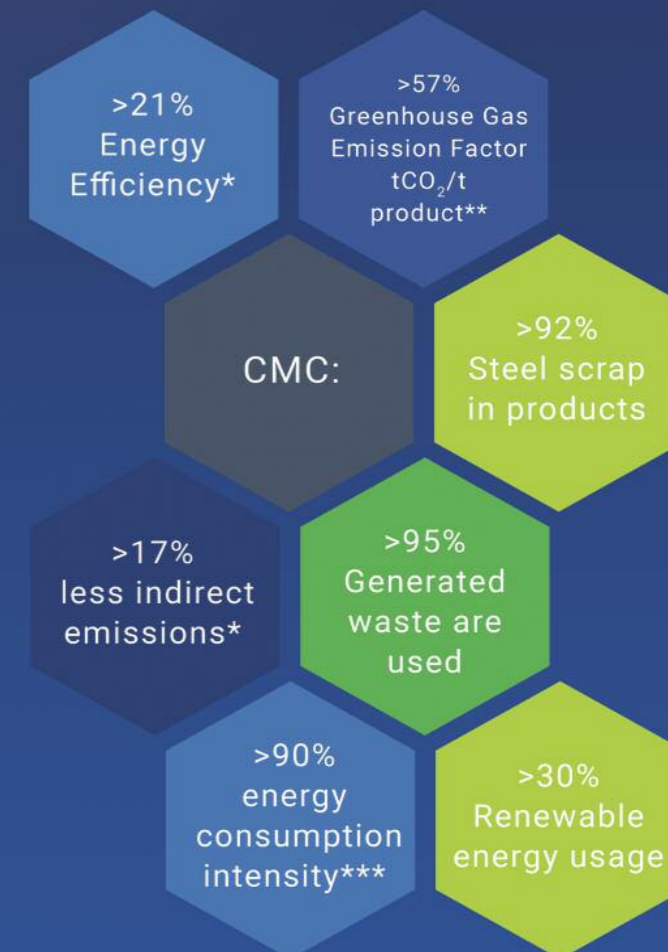 >21%
Energy
Efficiency*
>57%
Greenhouse Gas
Emission Factor
tCO₂/t
product**
CMC:
>92%
Steel scrap
in products
>17%
less indirect
emissions*
>95%
Generated
waste are
used
>90%
energy
consumption
intensity***
>30%
Renewable
energy usage